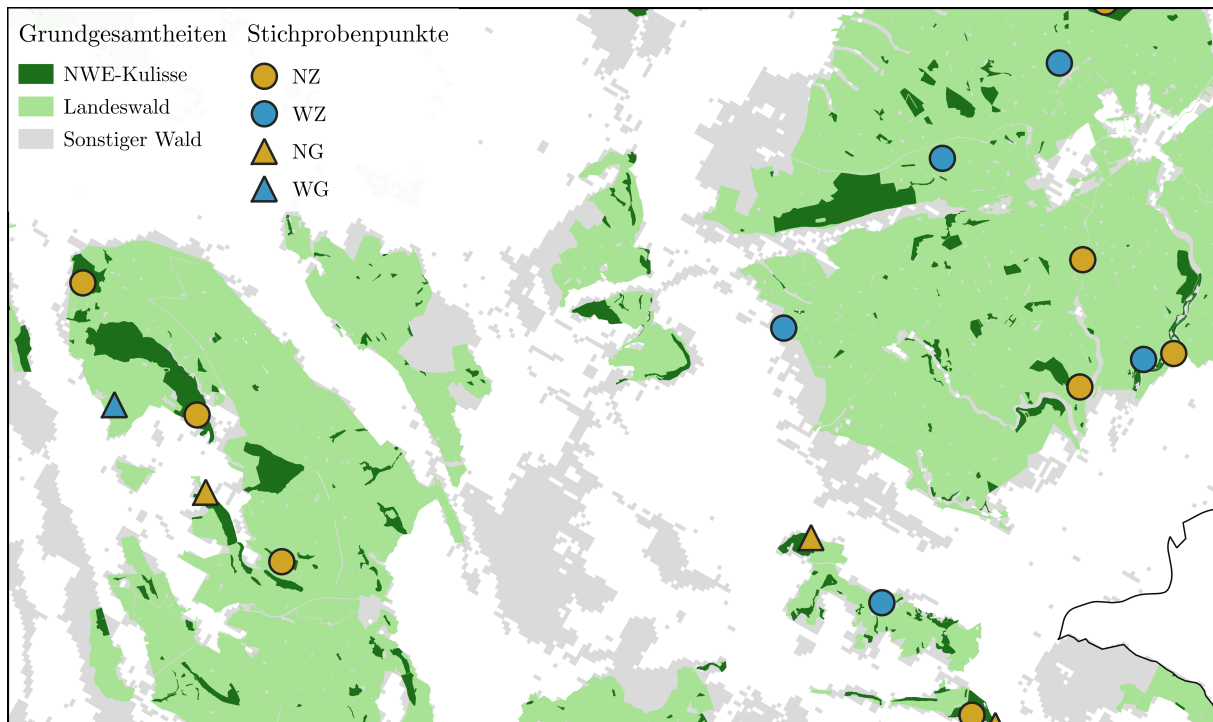 Grundgesamtheiten
NWE-Kulisse
Landeswald
Sonstiger Wald
Stichprobenpunkte
NZ
WZ
NG
WG